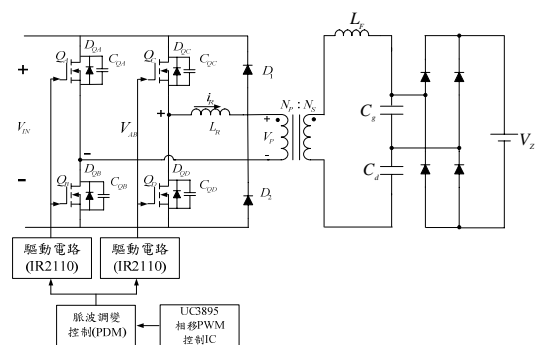 D_QA
Q_A
C_QA
D_QC
Q_C
C_QC
D_1
L_F
+
V_IN
-
V_AB
+
-
i_R
L_R
N_P : N_S
+
V_P
-
C_g
C_d
V_Z
D_QB
Q_B
C_QB
D_QD
Q_D
C_QD
D_2
驅動電路
(IR2110)
驅動電路
(IR2110)
脈波調變
控制(PDM)
UC3895
相移PWM
控制IC